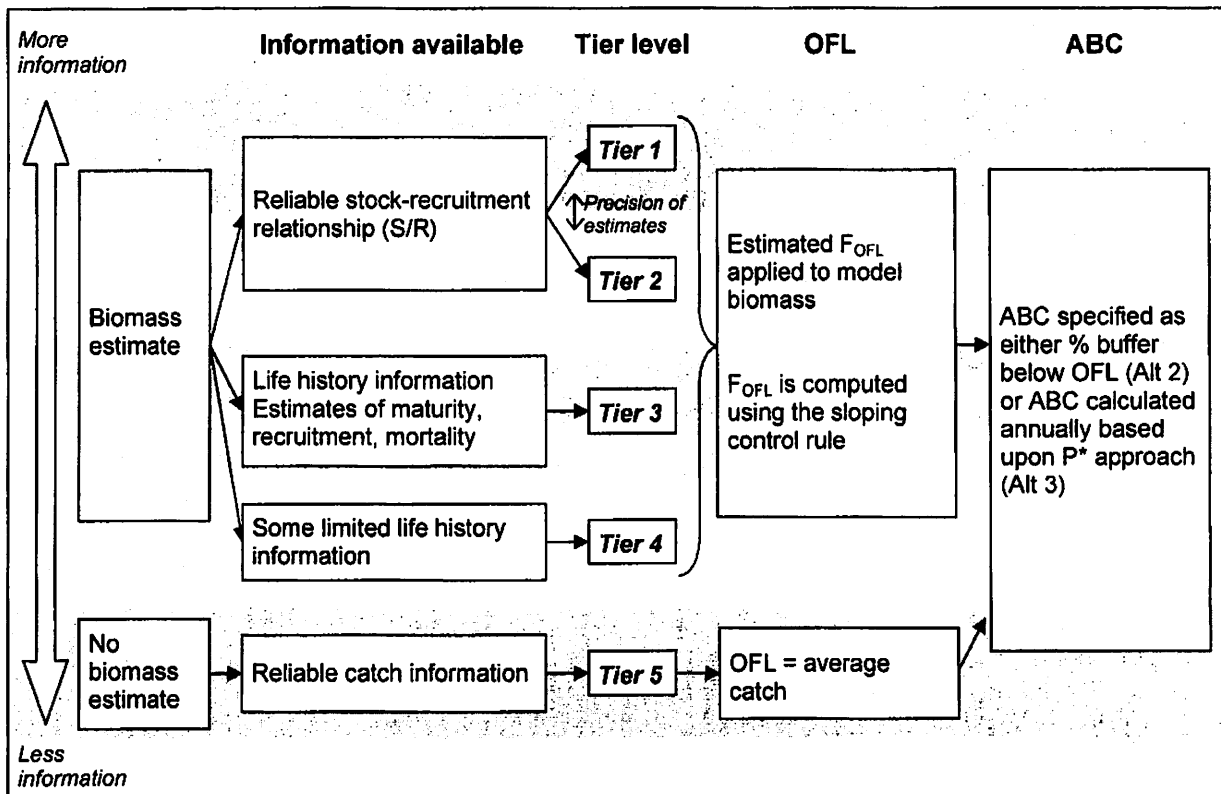 More
information
Information available
Tier level
OFL
ABC
Biomass
estimate
Reliable stock-recruitment
relationship (S/R)
Tier 1
Precision of
estimates
Tier 2
Life history information
Estimates of maturity,
recruitment, mortality
Tier 3
Some limited life history
information
Tier 4
Estimated FOFL
applied to model
biomass
FOFL is computed
using the sloping
control rule
ABC specified as
either % buffer
below OFL (Alt 2)
or ABC calculated
annually based
upon P* approach
(Alt 3)
No
biomass
estimate
Reliable catch information
Tier 5
OFL = average
catch
Less
information